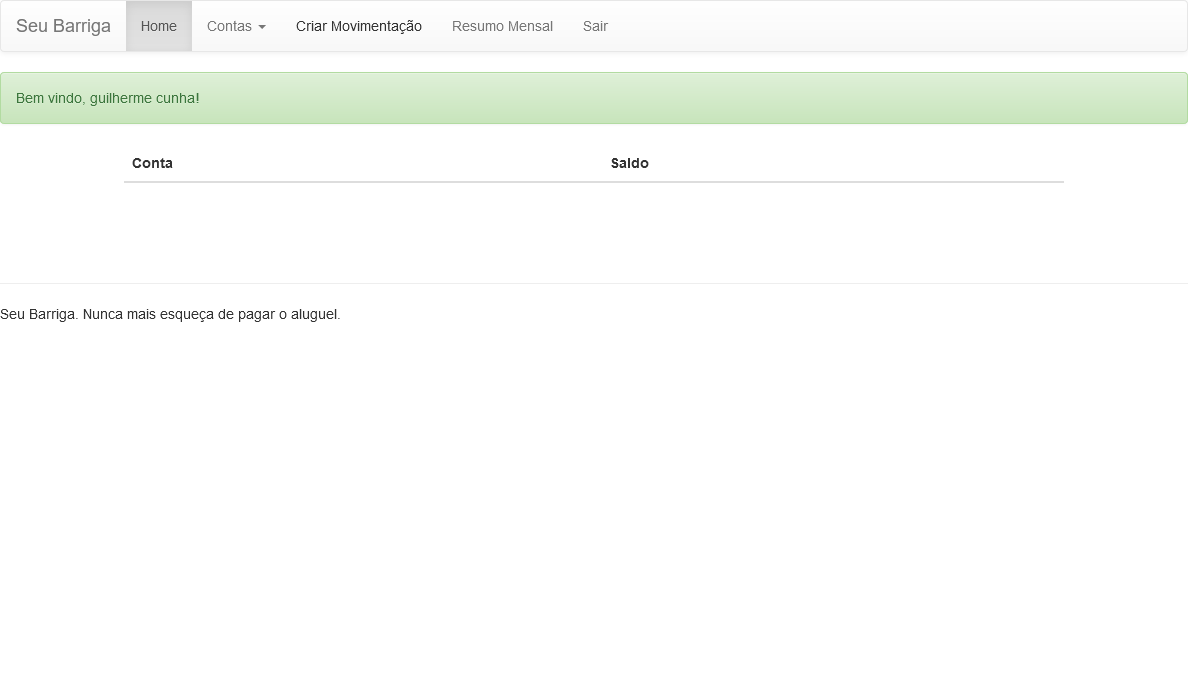 Seu Barriga Home Contas Criar Movimentação Resumo Mensal Sair
Bem vindo, guilherme cunha!
Conta Saldo
Seu Barriga. Nunca mais esqueça de pagar o aluguel.